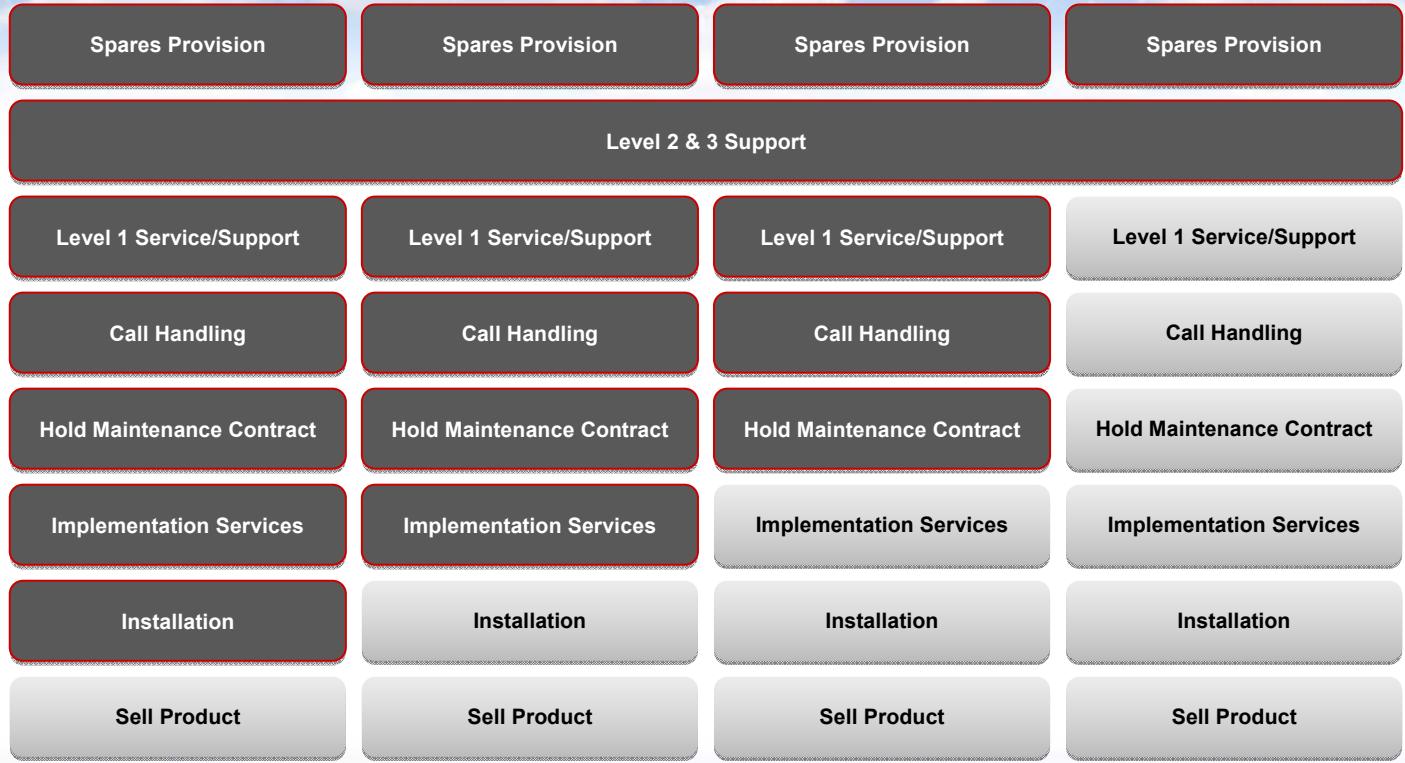 Spares Provision
Spares Provision
Spares Provision
Spares Provision
Level 2 & 3 Support
Level 1 Service/Support
Level 1 Service/Support
Level 1 Service/Support
Level 1 Service/Support
Call Handling
Call Handling
Call Handling
Call Handling
Hold Maintenance Contract
Hold Maintenance Contract
Hold Maintenance Contract
Hold Maintenance Contract
Implementation Services
Implementation Services
Implementation Services
Implementation Services
Installation
Installation
Installation
Installation
Sell Product
Sell Product
Sell Product
Sell Product